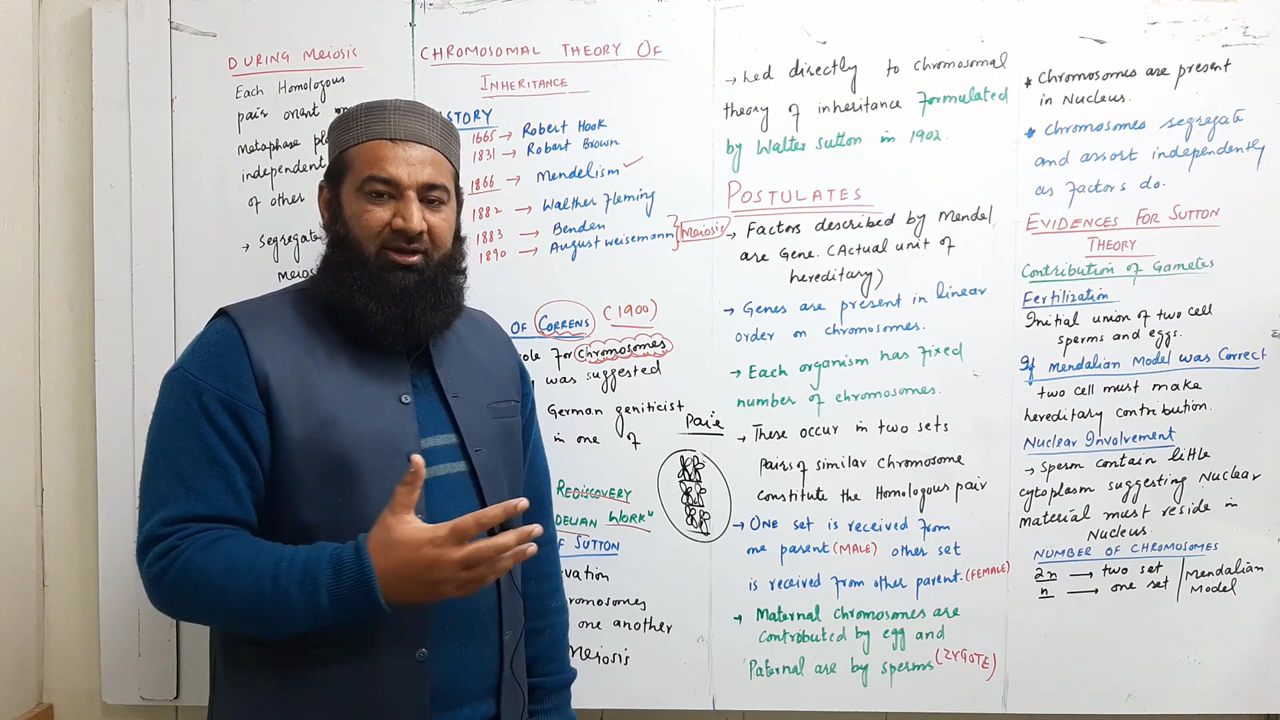 DURING Meiosis
Each Homologous
pair orient on
metaphase
independent
of other
→ segregate
meiosis
CHROMOSOMAL THEORY OF
INHERITANCE
1665 → Robert Hook
1831 → Robert Brown
1866 → Mendelism ✓
1882 → Walther Fleming
1883 → Benden
1890 → August weisemann } Meiosis
OF CORRENS (1900)
role for chromosomes
was suggested
German geniticist
in one of
REDISCOVERY
WORK"
OF SUTTON
one another
Meiosis
Paie
→ Led directly to chromosomal
theory of inheritance formulated
by Walter Sutton in 1902.
POSTULATES
→ Factors described by Mendel
are Gene. (Actual unit of
hereditary)
→ Genes are present in linear
order on chromosomes.
→ Each organism has fixed
number of chromosomes.
→ These occur in two sets
Pairs of similar chromosome
constitute the Homologous pair
→ ONE set is received from
one parent (MALE) other set
is received from other parent. (FEMALE)
→ Maternal chromosomes are
contributed by egg and
Paternal are by sperms (ZYGOTE)
* Chromosomes are present
in Nucleus.
* chromosomes segregate
and assort independently
as factors do.
EVIDENCES FOR SUTTON
THEORY
Contribution of Gametes
Fertilization
Initial union of two cell
sperms and eggs.
If Mendalian Model was Correct
two cell must make
hereditary contribution.
Nuclear Involvement
→ Sperm contain little
cytoplasm suggesting Nuclear
material must reside in
Nucleus.
NUMBER OF CHROMOSOMES
2n → two set | Mendalian
n → one set | Model